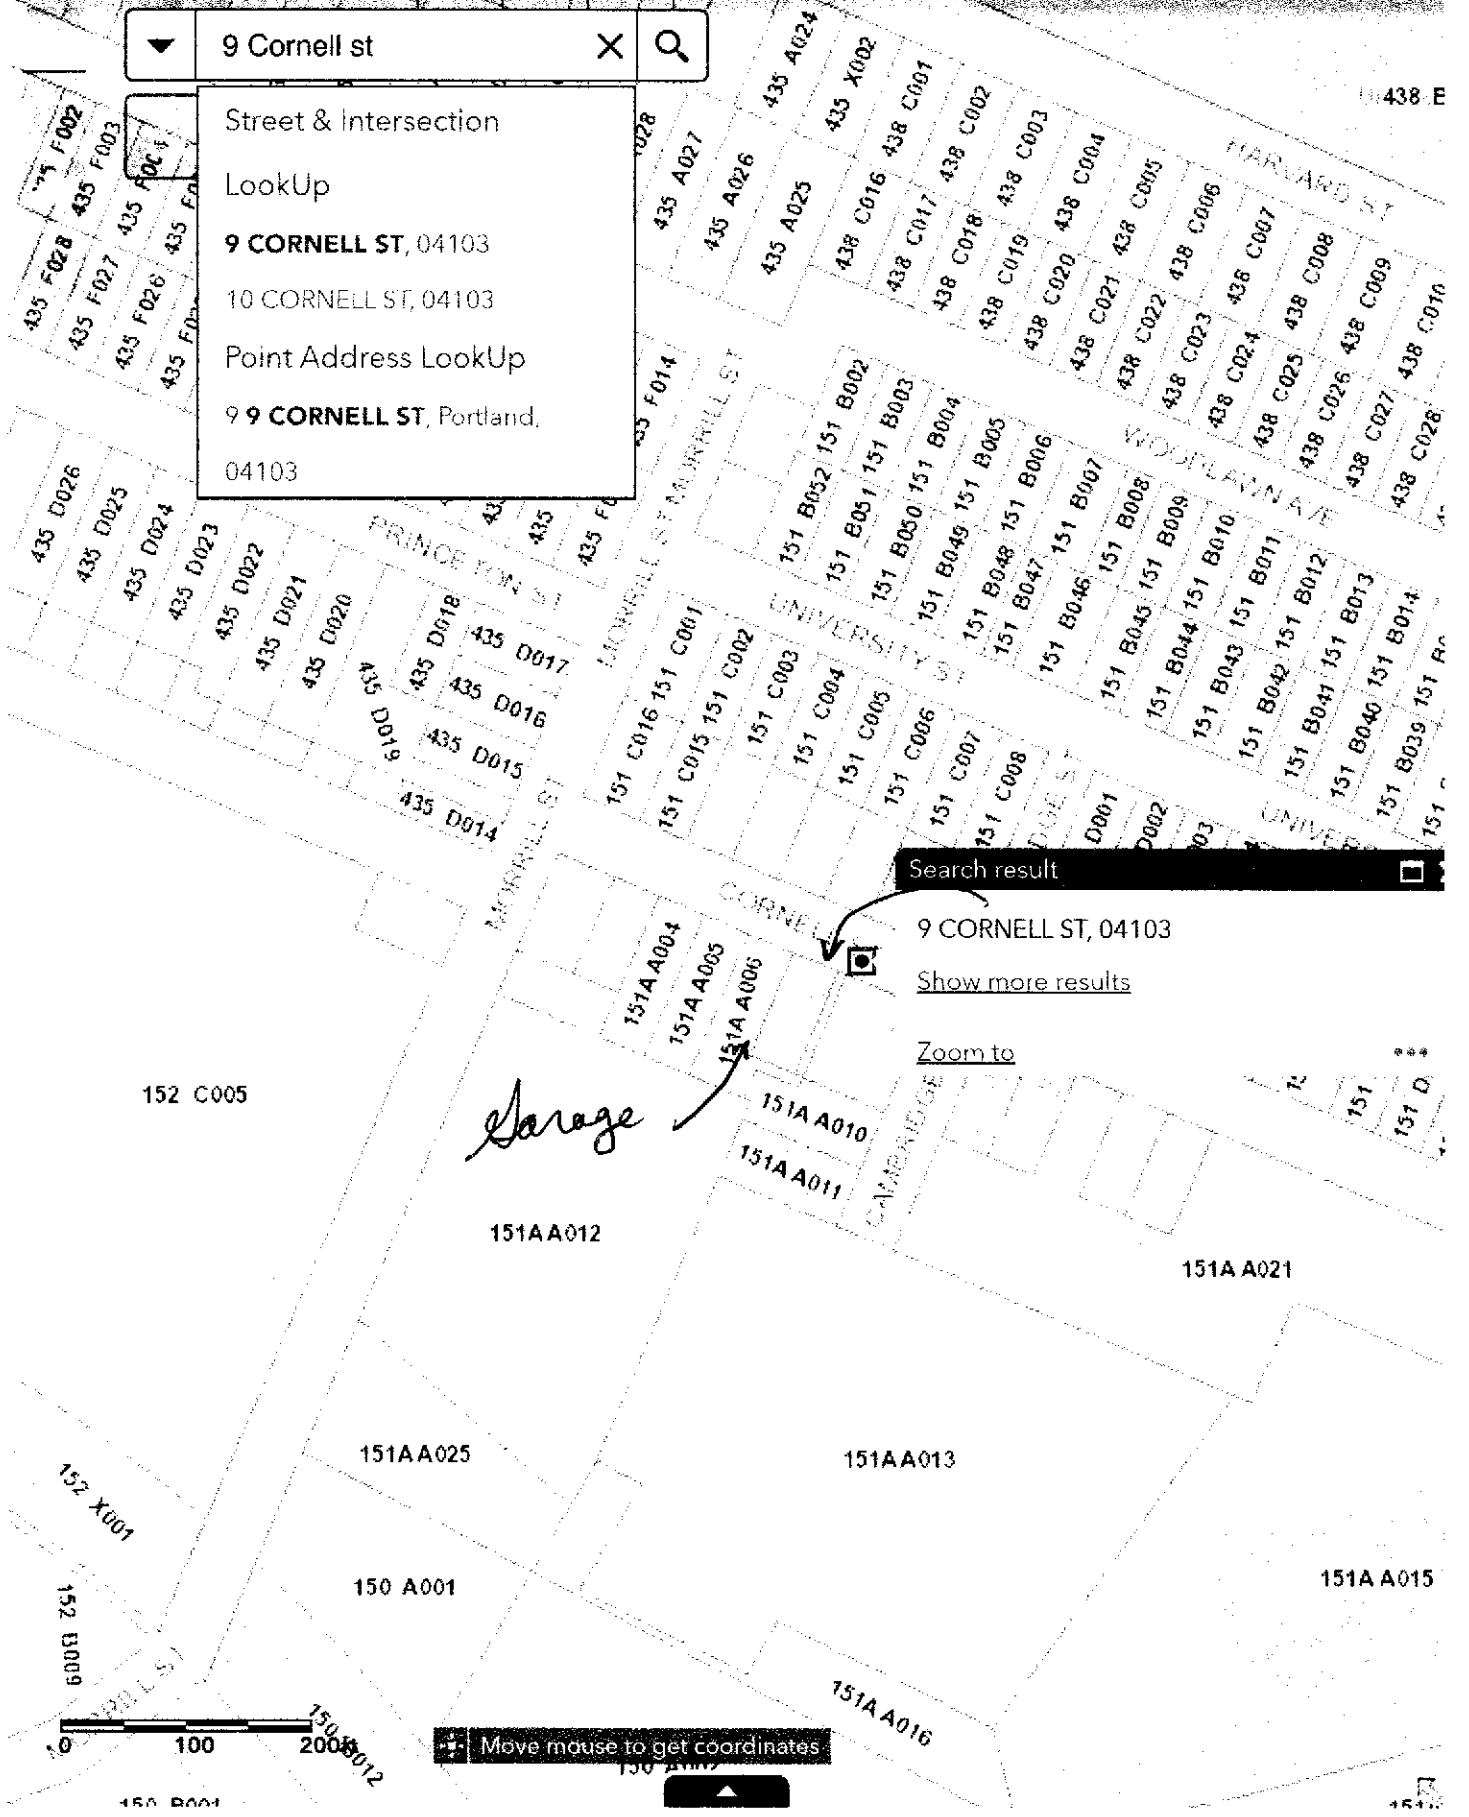 9 Cornell st
Street & Intersection
LookUp
9 CORNELL ST, 04103
10 CORNELL ST, 04103
Point Address LookUp
9 9 CORNELL ST, Portland,
04103
435 A024
435 X002
438 C001
438 C002
438 C003
438 C004
438 C005
438 C006
438 C007
438 C008
438 C009
438 C010
438 E
HARVARD ST
435 A027
435 A026
435 A025
438 C016
438 C017
438 C018
438 C019
438 C020
438 C021
438 C022
438 C023
438 C024
438 C025
438 C026
438 C027
438 C028
F002
435 F003
435 F028
435 F027
435 F026
F014
MORRILL ST
MORRILL ST
WOODLAWN AVE
151 B002
151 B003
151 B004
151 B005
151 B006
151 B007
151 B008
151 B009
151 B010
151 B011
151 B012
151 B013
151 B014
151 B052
151 B051
151 B050
151 B049
151 B048
151 B047
151 B046
151 B045
151 B044
151 B043
151 B042
151 B041
151 B040
151 B039
435 D026
435 D025
435 D024
435 D023
435 D022
435 D021
435 D020
435 D019
435 D018
435 D017
435 D016
435 D015
435 D014
PRINCETON ST
UNIVERSITY ST
151 C001
151 C002
151 C003
151 C004
151 C005
151 C006
151 C007
151 C008
151 C016
151 C015
D001
D002
UNIVER
MORRILL ST
CORNEL
Search result
9 CORNELL ST, 04103
Show more results
Zoom to
151A A004
151A A005
151A A006
Garage
151A A010
151A A011
CAMBRIDGE
152 C005
151A A012
151A A021
151A A025
151A A013
152 X001
150 A001
151A A015
152 B009
151A A016
0 100 200ft
150 B012
Move mouse to get coordinates
150 B001